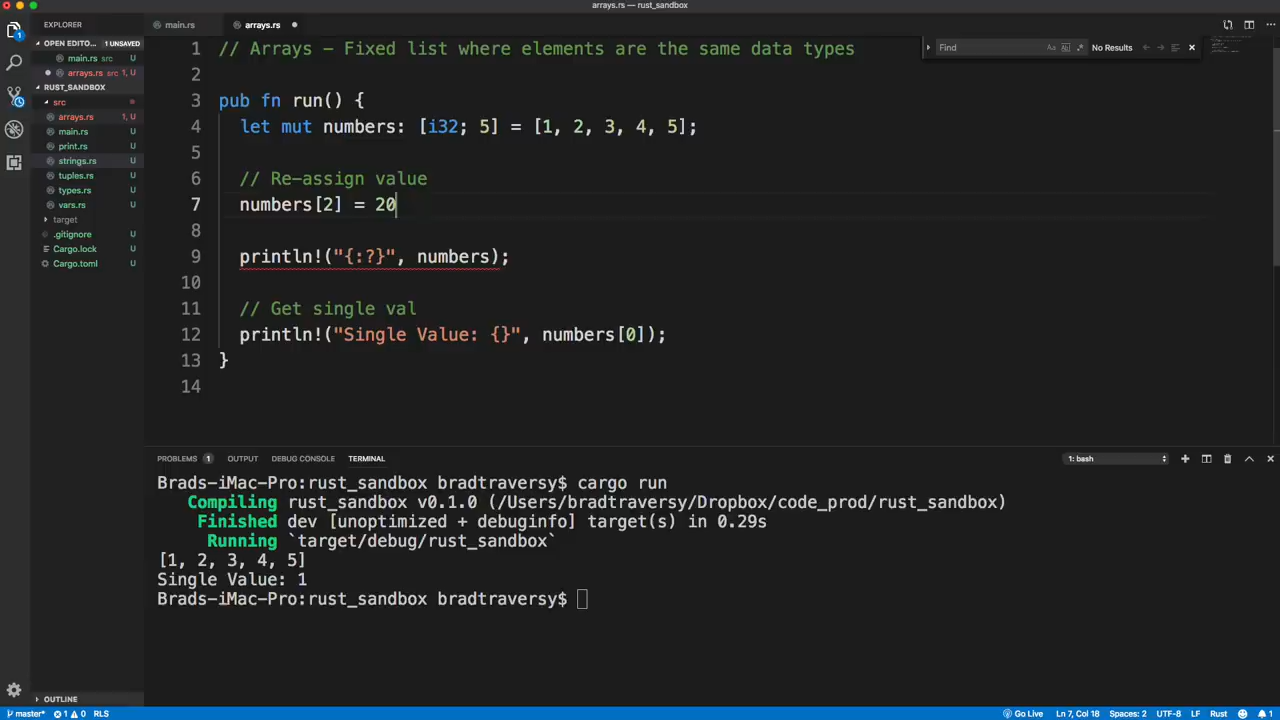 arrays.rs — rust_sandbox
EXPLORER
main.rs
arrays.rs
OPEN EDITO... 1 UNSAVED
main.rs src U
arrays.rs src 1, U
RUST_SANDBOX
src
arrays.rs 1, U
main.rs U
print.rs U
strings.rs U
tuples.rs U
types.rs U
vars.rs U
target
.gitignore U
Cargo.lock U
Cargo.toml U
OUTLINE
Find
No Results
1 // Arrays - Fixed list where elements are the same data types
2
3 pub fn run() {
4 let mut numbers: [i32; 5] = [1, 2, 3, 4, 5];
5
6 // Re-assign value
7 numbers[2] = 20
8
9 println!("{:?}", numbers);
10
11 // Get single val
12 println!("Single Value: {}", numbers[0]);
13 }
14
PROBLEMS 1 OUTPUT DEBUG CONSOLE TERMINAL 1: bash
Brads-iMac-Pro:rust_sandbox bradtraversy$ cargo run
Compiling rust_sandbox v0.1.0 (/Users/bradtraversy/Dropbox/code_prod/rust_sandbox)
Finished dev [unoptimized + debuginfo] target(s) in 0.29s
Running `target/debug/rust_sandbox`
[1, 2, 3, 4, 5]
Single Value: 1
Brads-iMac-Pro:rust_sandbox bradtraversy$
master* 1 0 RLS Go Live Ln 7, Col 18 Spaces: 2 UTF-8 LF Rust 1